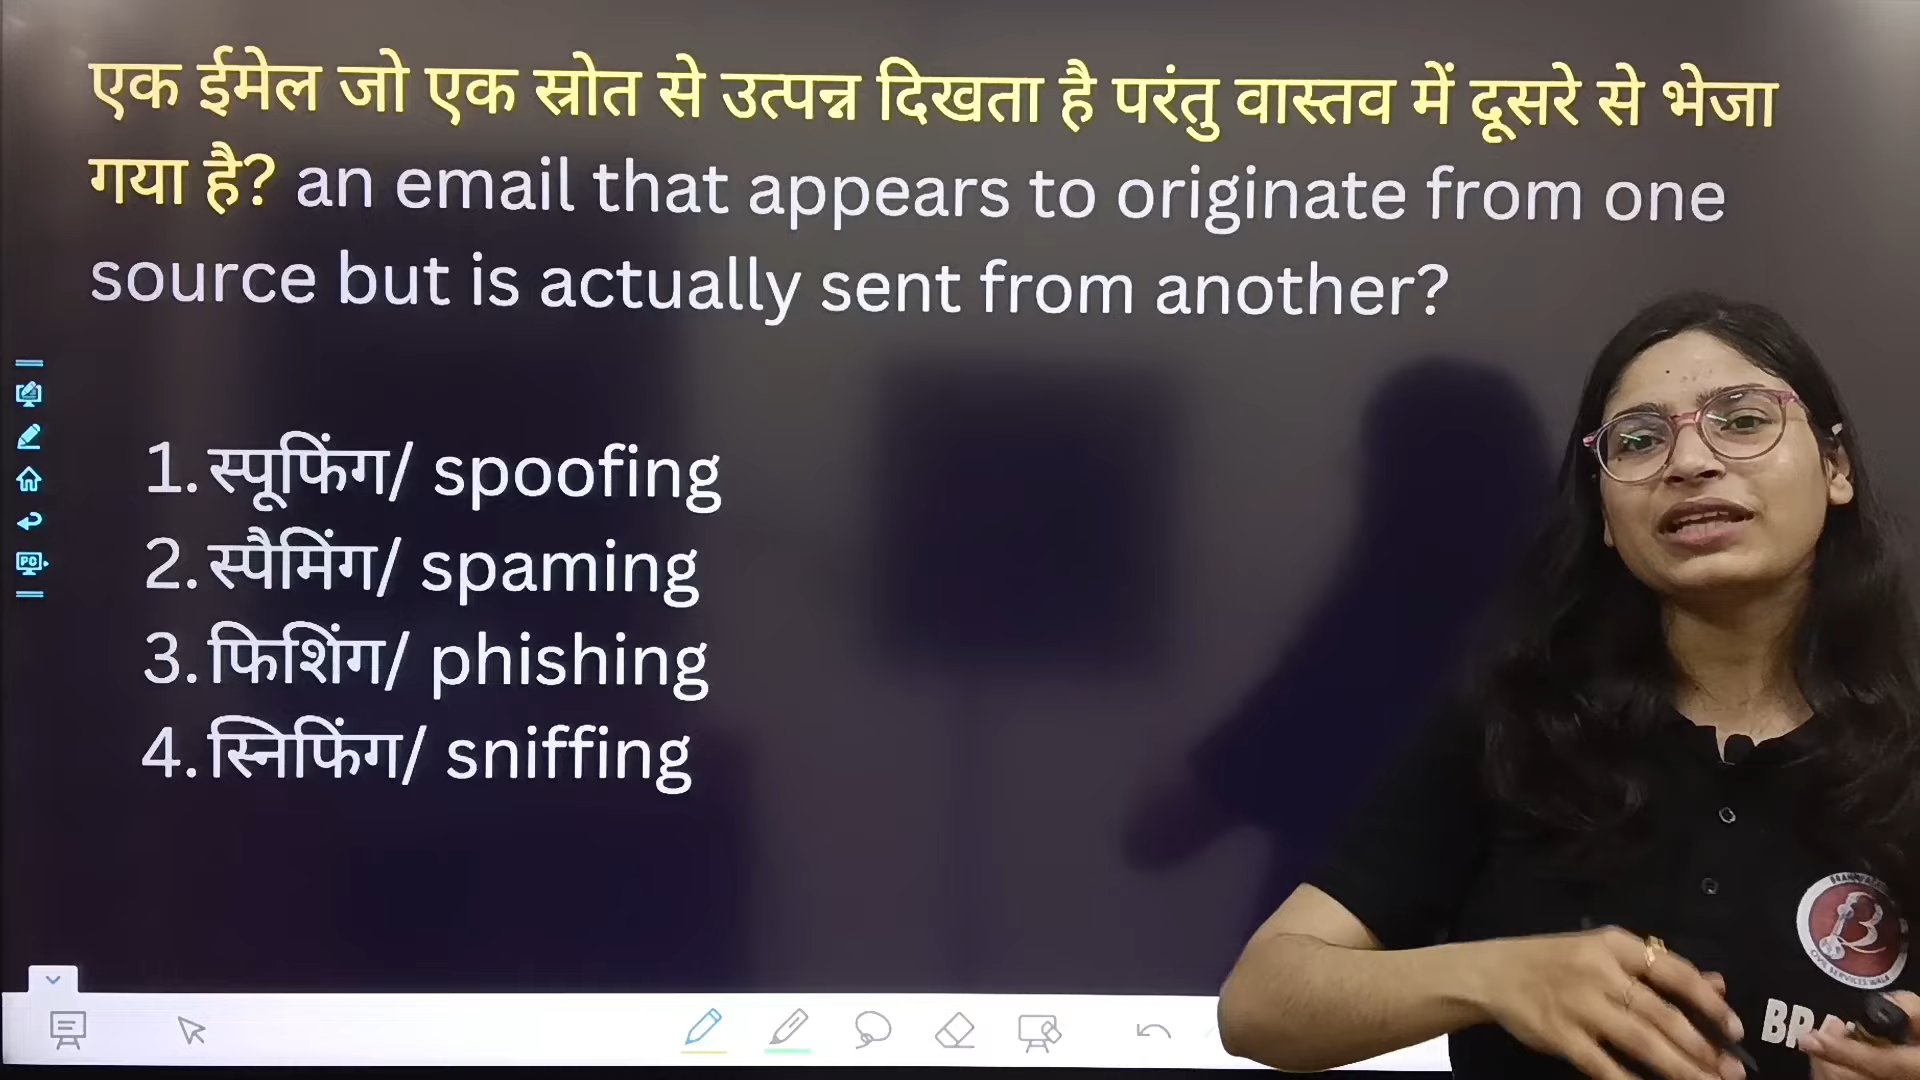 एक ईमेल जो एक स्रोत से उत्पन्न दिखता है परंतु वास्तव में दूसरे से भेजा
गया है? an email that appears to originate from one
source but is actually sent from another?
1. स्पूफिंग/ spoofing
2. स्पैमिंग/ spaming
3. फिशिंग/ phishing
4. स्निफिंग/ sniffing